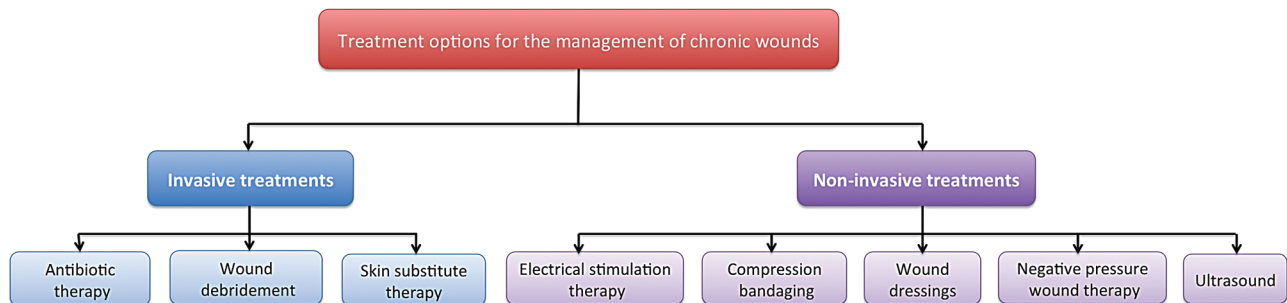 Treatment options for the management of chronic wounds
Invasive treatments
Non-invasive treatments
Antibiotic
therapy
Wound
debridement
Skin substitute
therapy
Electrical stimulation
therapy
Compression
bandaging
Wound
dressings
Negative pressure
wound therapy
Ultrasound